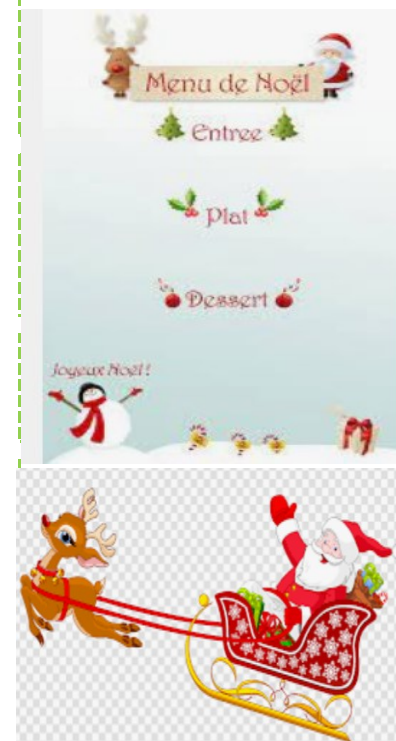 Menu de Noël
Entree
Plat
Dessert
Joyeux Noël !